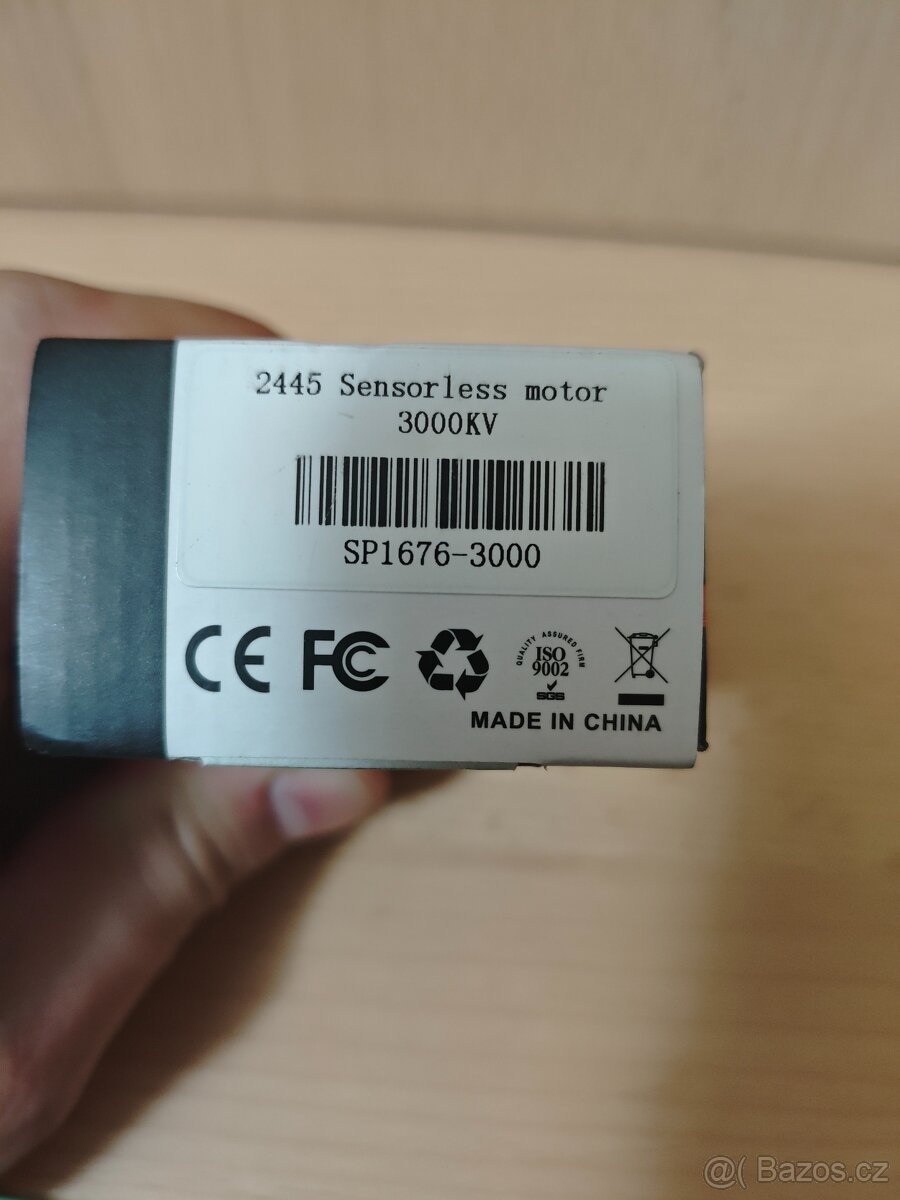 2445 Sensorless motor
3000KV
SP1676-3000
CE FC
QUALITY ASSURED FIRM
ISO
9002
SGS
MADE IN CHINA
@( Bazos.cz